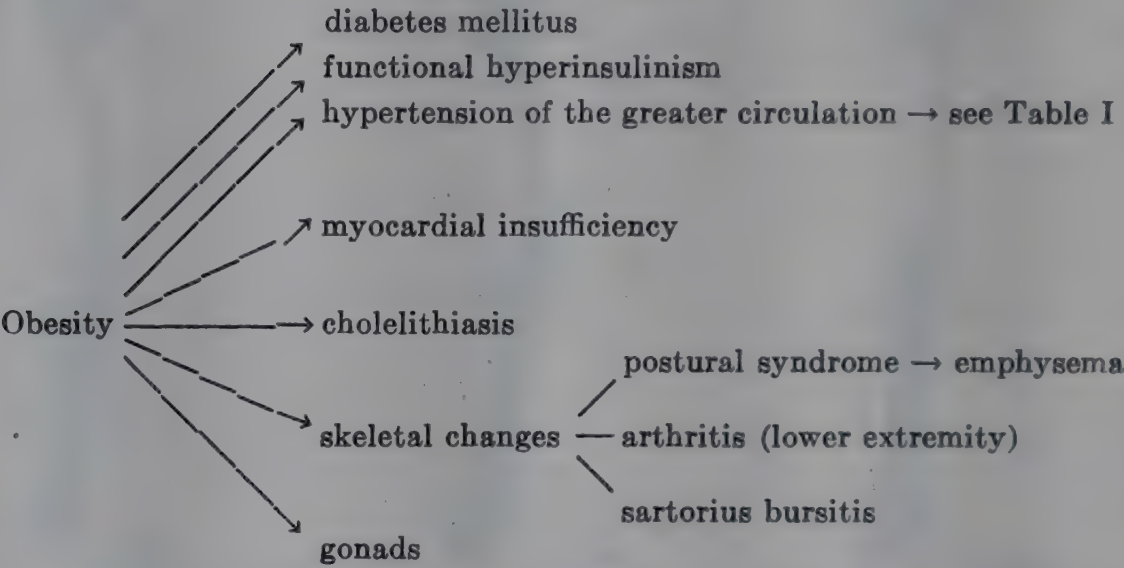 diabetes mellitus
functional hyperinsulinism
hypertension of the greater circulation → see Table I
myocardial insufficiency
Obesity
cholelithiasis
postural syndrome → emphysema
skeletal changes
arthritis (lower extremity)
sartorius bursitis
gonads